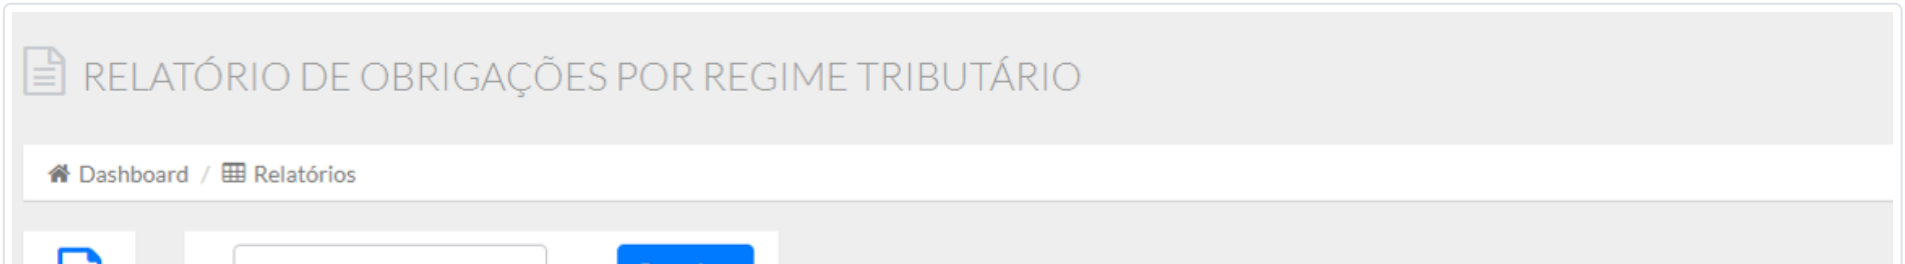 RELATÓRIO DE OBRIGAÇÕES POR REGIME TRIBUTÁRIO
Dashboard / Relatórios